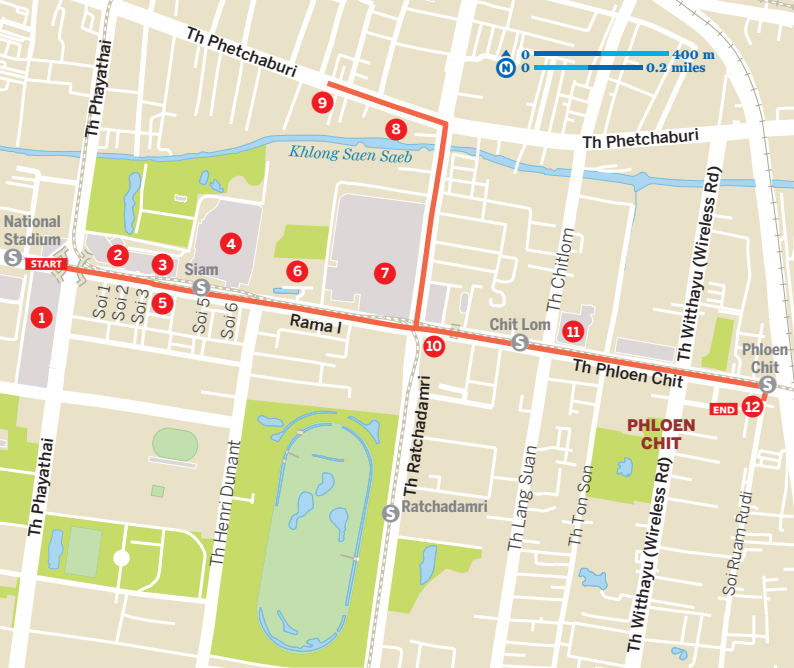 Th Phetchaburi
0
400 m
N
0
0.2 miles
Th Phayathai
9
8
Th Phetchaburi
Khlong Saen Saeb
Th Witthayu (Wireless Rd)
National
Stadium
S
START
2
3
4
Siam
S
6
7
Th Chitlom
1
Soi 1
Soi 2
Soi 3
5
Soi 5
Soi 6
Rama I
10
Chit Lom
S
11
Th Phloen Chit
Phloen
Chit
S
END
12
PHLOEN
CHIT
Th Phayathai
Th Henri Dunant
Th Ratchadamri
S
Ratchadamri
Th Lang Suan
Th Ton Son
Th Witthayu (Wireless Rd)
Soi Ruam Rudi